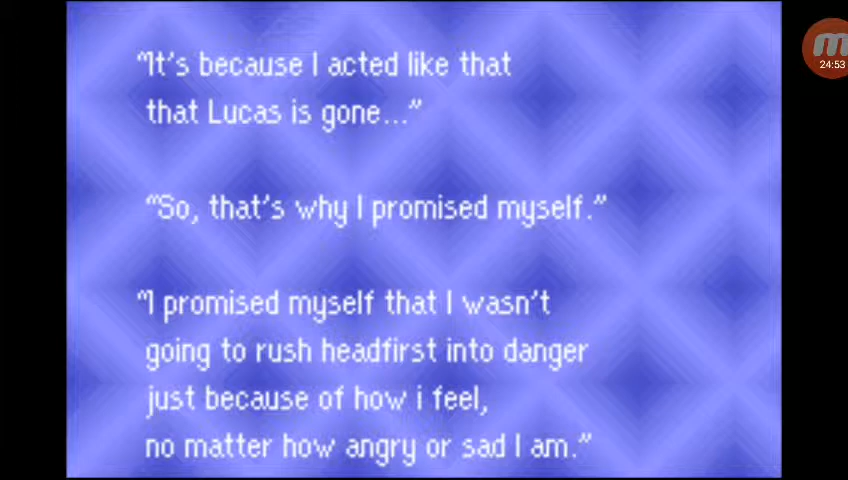 “It's because I acted like that
that Lucas is gone...”
“So, that's why I promised myself.”
“I promised myself that I wasn't
going to rush headfirst into danger
just because of how i feel,
no matter how angry or sad I am.”
24:53